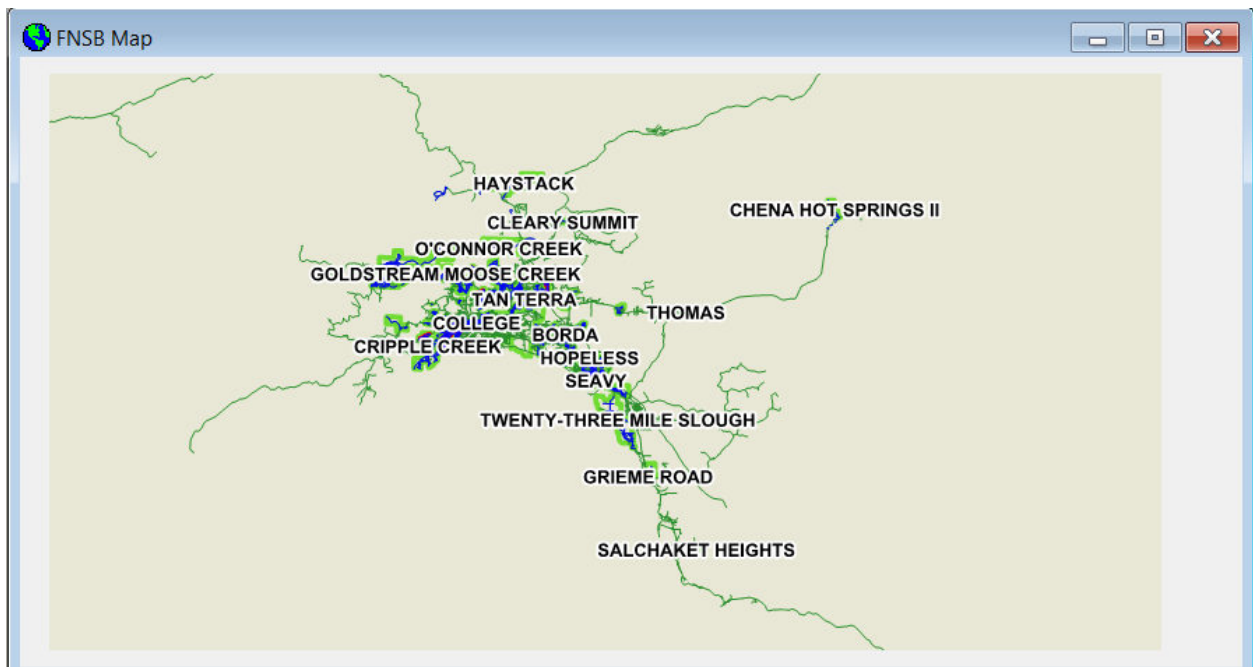 FNSB Map
HAYSTACK
CHENA HOT SPRINGS II
CLEARY SUMMIT
O'CONNOR CREEK
GOLDSTREAM MOOSE CREEK
TAN TERRA
THOMAS
COLLEGE
BORDA
CRIPPLE CREEK
HOPELESS
SEAVY
TWENTY-THREE MILE SLOUGH
GRIEME ROAD
SALCHAKET HEIGHTS